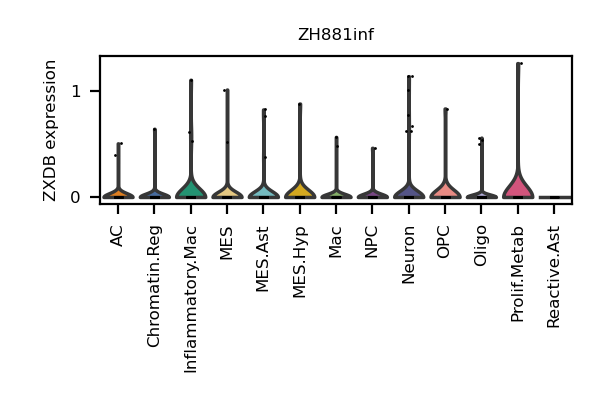 ZH881inf
ZXDB expression
1
0
AC
Chromatin.Reg
Inflammatory.Mac
MES
MES.Ast
MES.Hyp
Mac
NPC
Neuron
OPC
Oligo
Prolif.Metab
Reactive.Ast